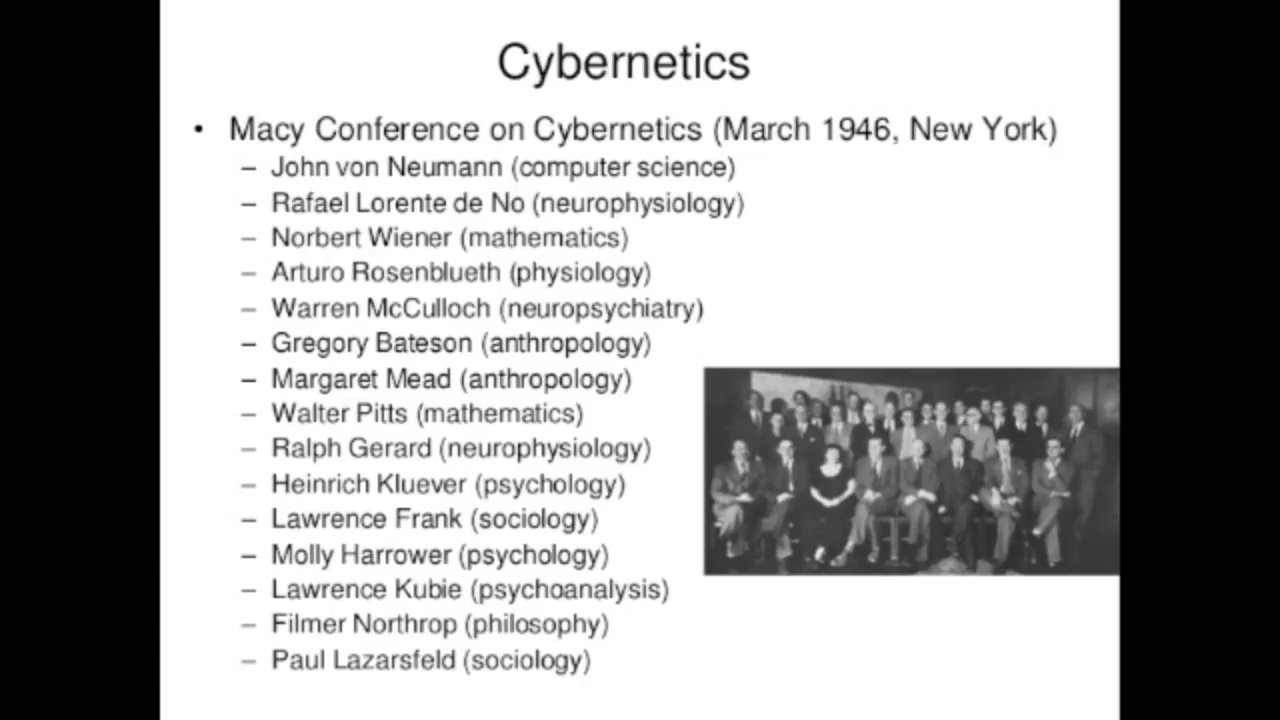 Cybernetics
• Macy Conference on Cybernetics (March 1946, New York)
– John von Neumann (computer science)
– Rafael Lorente de No (neurophysiology)
– Norbert Wiener (mathematics)
– Arturo Rosenblueth (physiology)
– Warren McCulloch (neuropsychiatry)
– Gregory Bateson (anthropology)
– Margaret Mead (anthropology)
– Walter Pitts (mathematics)
– Ralph Gerard (neurophysiology)
– Heinrich Kluever (psychology)
– Lawrence Frank (sociology)
– Molly Harrower (psychology)
– Lawrence Kubie (psychoanalysis)
– Filmer Northrop (philosophy)
– Paul Lazarsfeld (sociology)